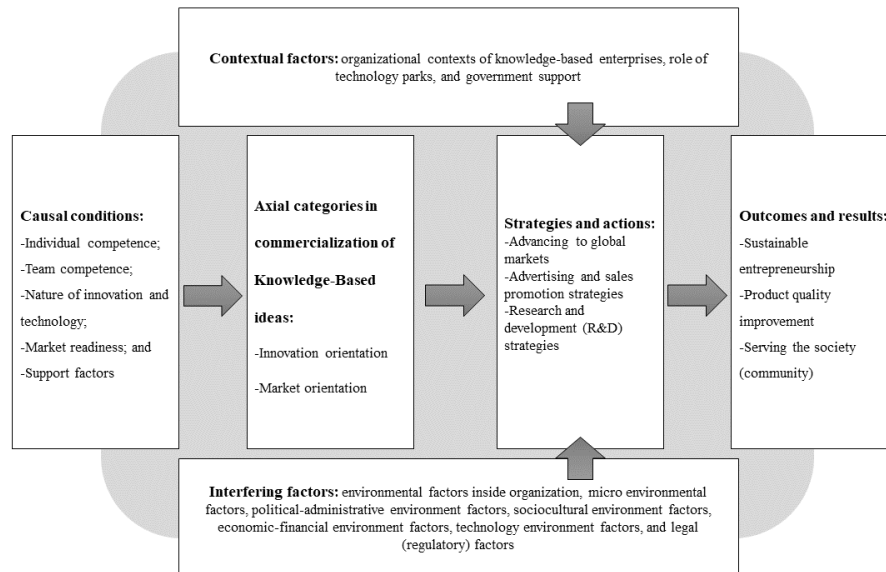 Contextual factors: organizational contexts of knowledge-based enterprises, role of
technology parks, and government support
Causal conditions:
-Individual competence;
-Team competence;
-Nature of innovation and
technology;
-Market readiness; and
-Support factors
Axial categories in
commercialization of
Knowledge-Based
ideas:
-Innovation orientation
-Market orientation
Strategies and actions:
-Advancing to global
markets
-Advertising and sales
promotion strategies
-Research and
development (R&D)
strategies
Outcomes and results:
-Sustainable
entrepreneurship
-Product quality
improvement
-Serving the society
(community)
Interfering factors: environmental factors inside organization, micro environmental
factors, political-administrative environment factors, sociocultural environment factors,
economic-financial environment factors, technology environment factors, and legal
(regulatory) factors